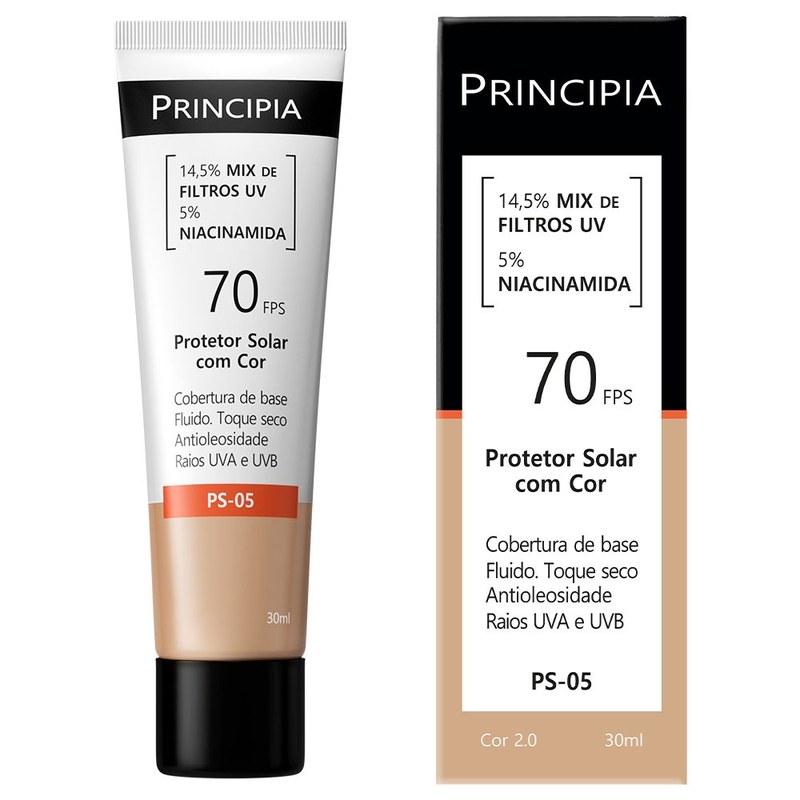 PRINCIPIA
14,5% MIX DE
FILTROS UV
5%
NIACINAMIDA
70 FPS
Protetor Solar
com Cor
Cobertura de base
Fluido. Toque seco
Antioleosidade
Raios UVA e UVB
PS-05
30ml
PRINCIPIA
14,5% MIX DE
FILTROS UV
5%
NIACINAMIDA
70 FPS
Protetor Solar
com Cor
Cobertura de base
Fluido. Toque seco
Antioleosidade
Raios UVA e UVB
PS-05
Cor 2.0 30ml